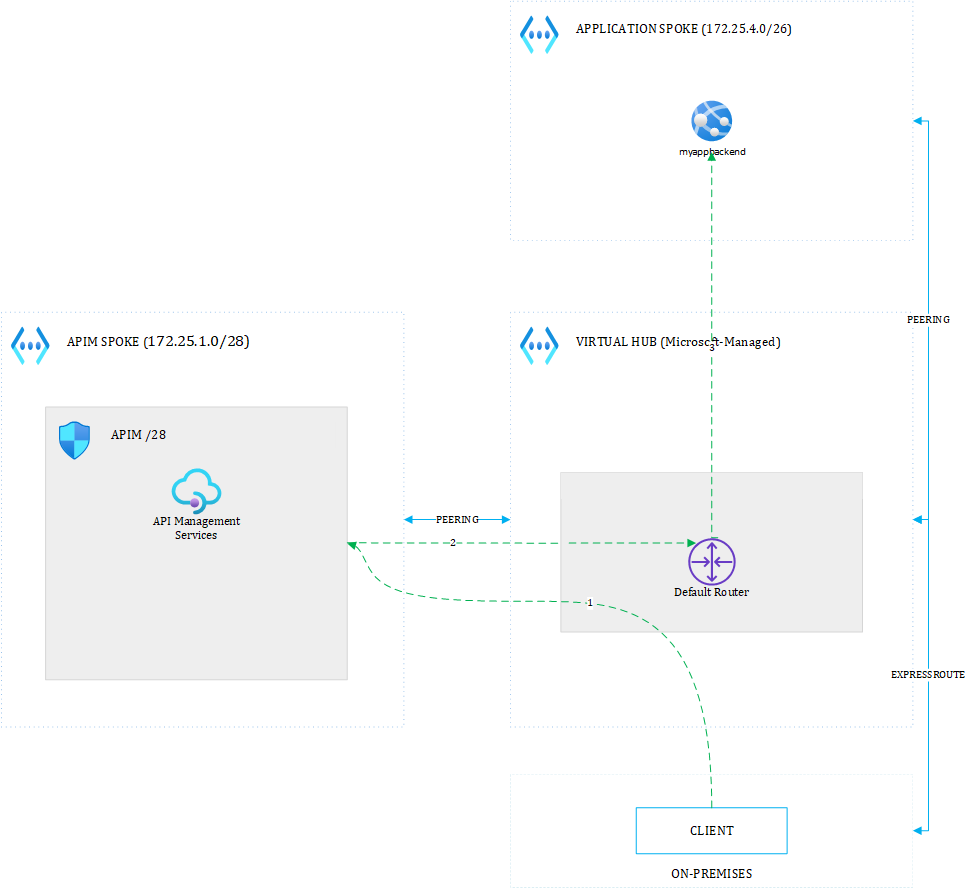 APPLICATION SPOKE (172.25.4.0/26)
myappbackend
PEERING
APIM SPOKE (172.25.1.0/28)
VIRTUAL HUB (Microsoft-Managed)
3
APIM /28
API Management
Services
PEERING
2
Default Router
1
EXPRESSROUTE
CLIENT
ON-PREMISES